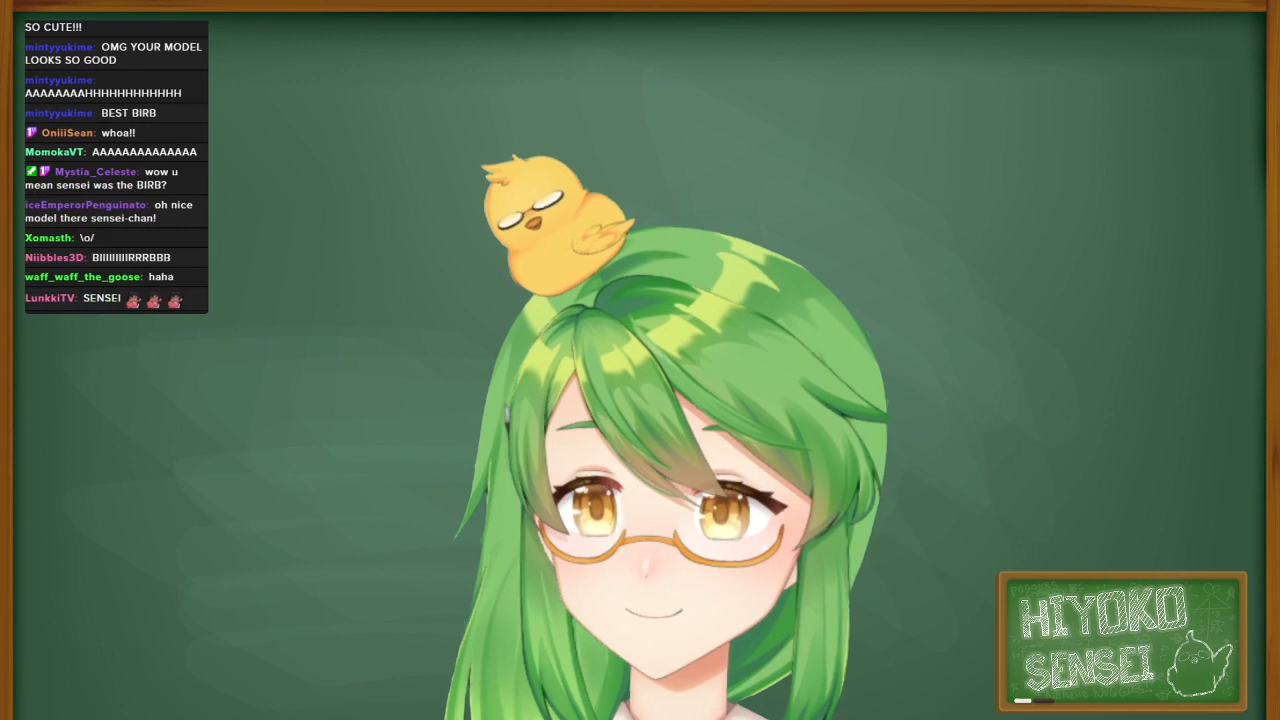 SO CUTE!!!
mintyyukime: OMG YOUR MODEL
LOOKS SO GOOD
mintyyukime:
AAAAAAAAHHHHHHHHHHHH
mintyyukime: BEST BIRB
OniiiSean: whoa!!
MomokaVT: AAAAAAAAAAAAAA
Mystia_Celeste: wow u
mean sensei was the BIRB?
iceEmperorPenguinato: oh nice
model there sensei-chan!
Xomasth: \o/
Niibbles3D: BIIIIIIIIIRRRBBB
waff_waff_the_goose: haha
LunkkiTV: SENSEI
HIYOKO
SENSEI